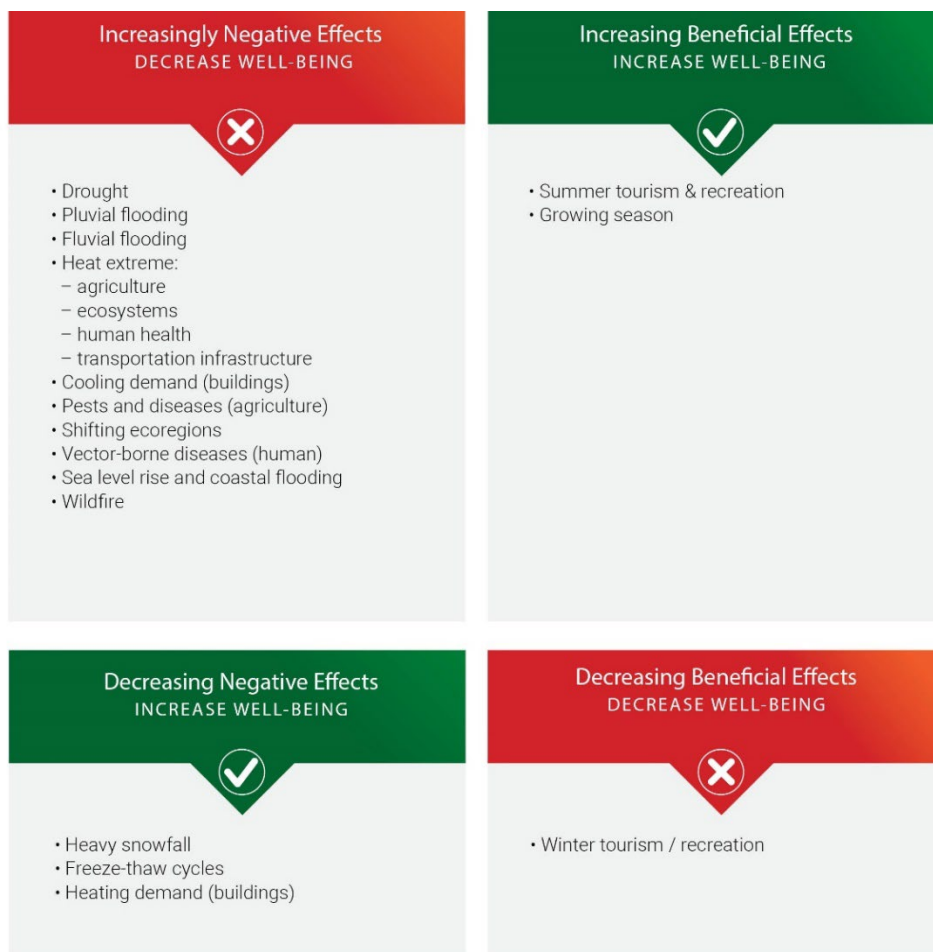 Increasingly Negative Effects
DECREASE WELL-BEING
• Drought
• Pluvial flooding
• Fluvial flooding
• Heat extreme:
– agriculture
– ecosystems
– human health
– transportation infrastructure
• Cooling demand (buildings)
• Pests and diseases (agriculture)
• Shifting ecoregions
• Vector-borne diseases (human)
• Sea level rise and coastal flooding
• Wildfire
Increasing Beneficial Effects
INCREASE WELL-BEING
• Summer tourism & recreation
• Growing season
Decreasing Negative Effects
INCREASE WELL-BEING
• Heavy snowfall
• Freeze-thaw cycles
• Heating demand (buildings)
Decreasing Beneficial Effects
DECREASE WELL-BEING
• Winter tourism / recreation